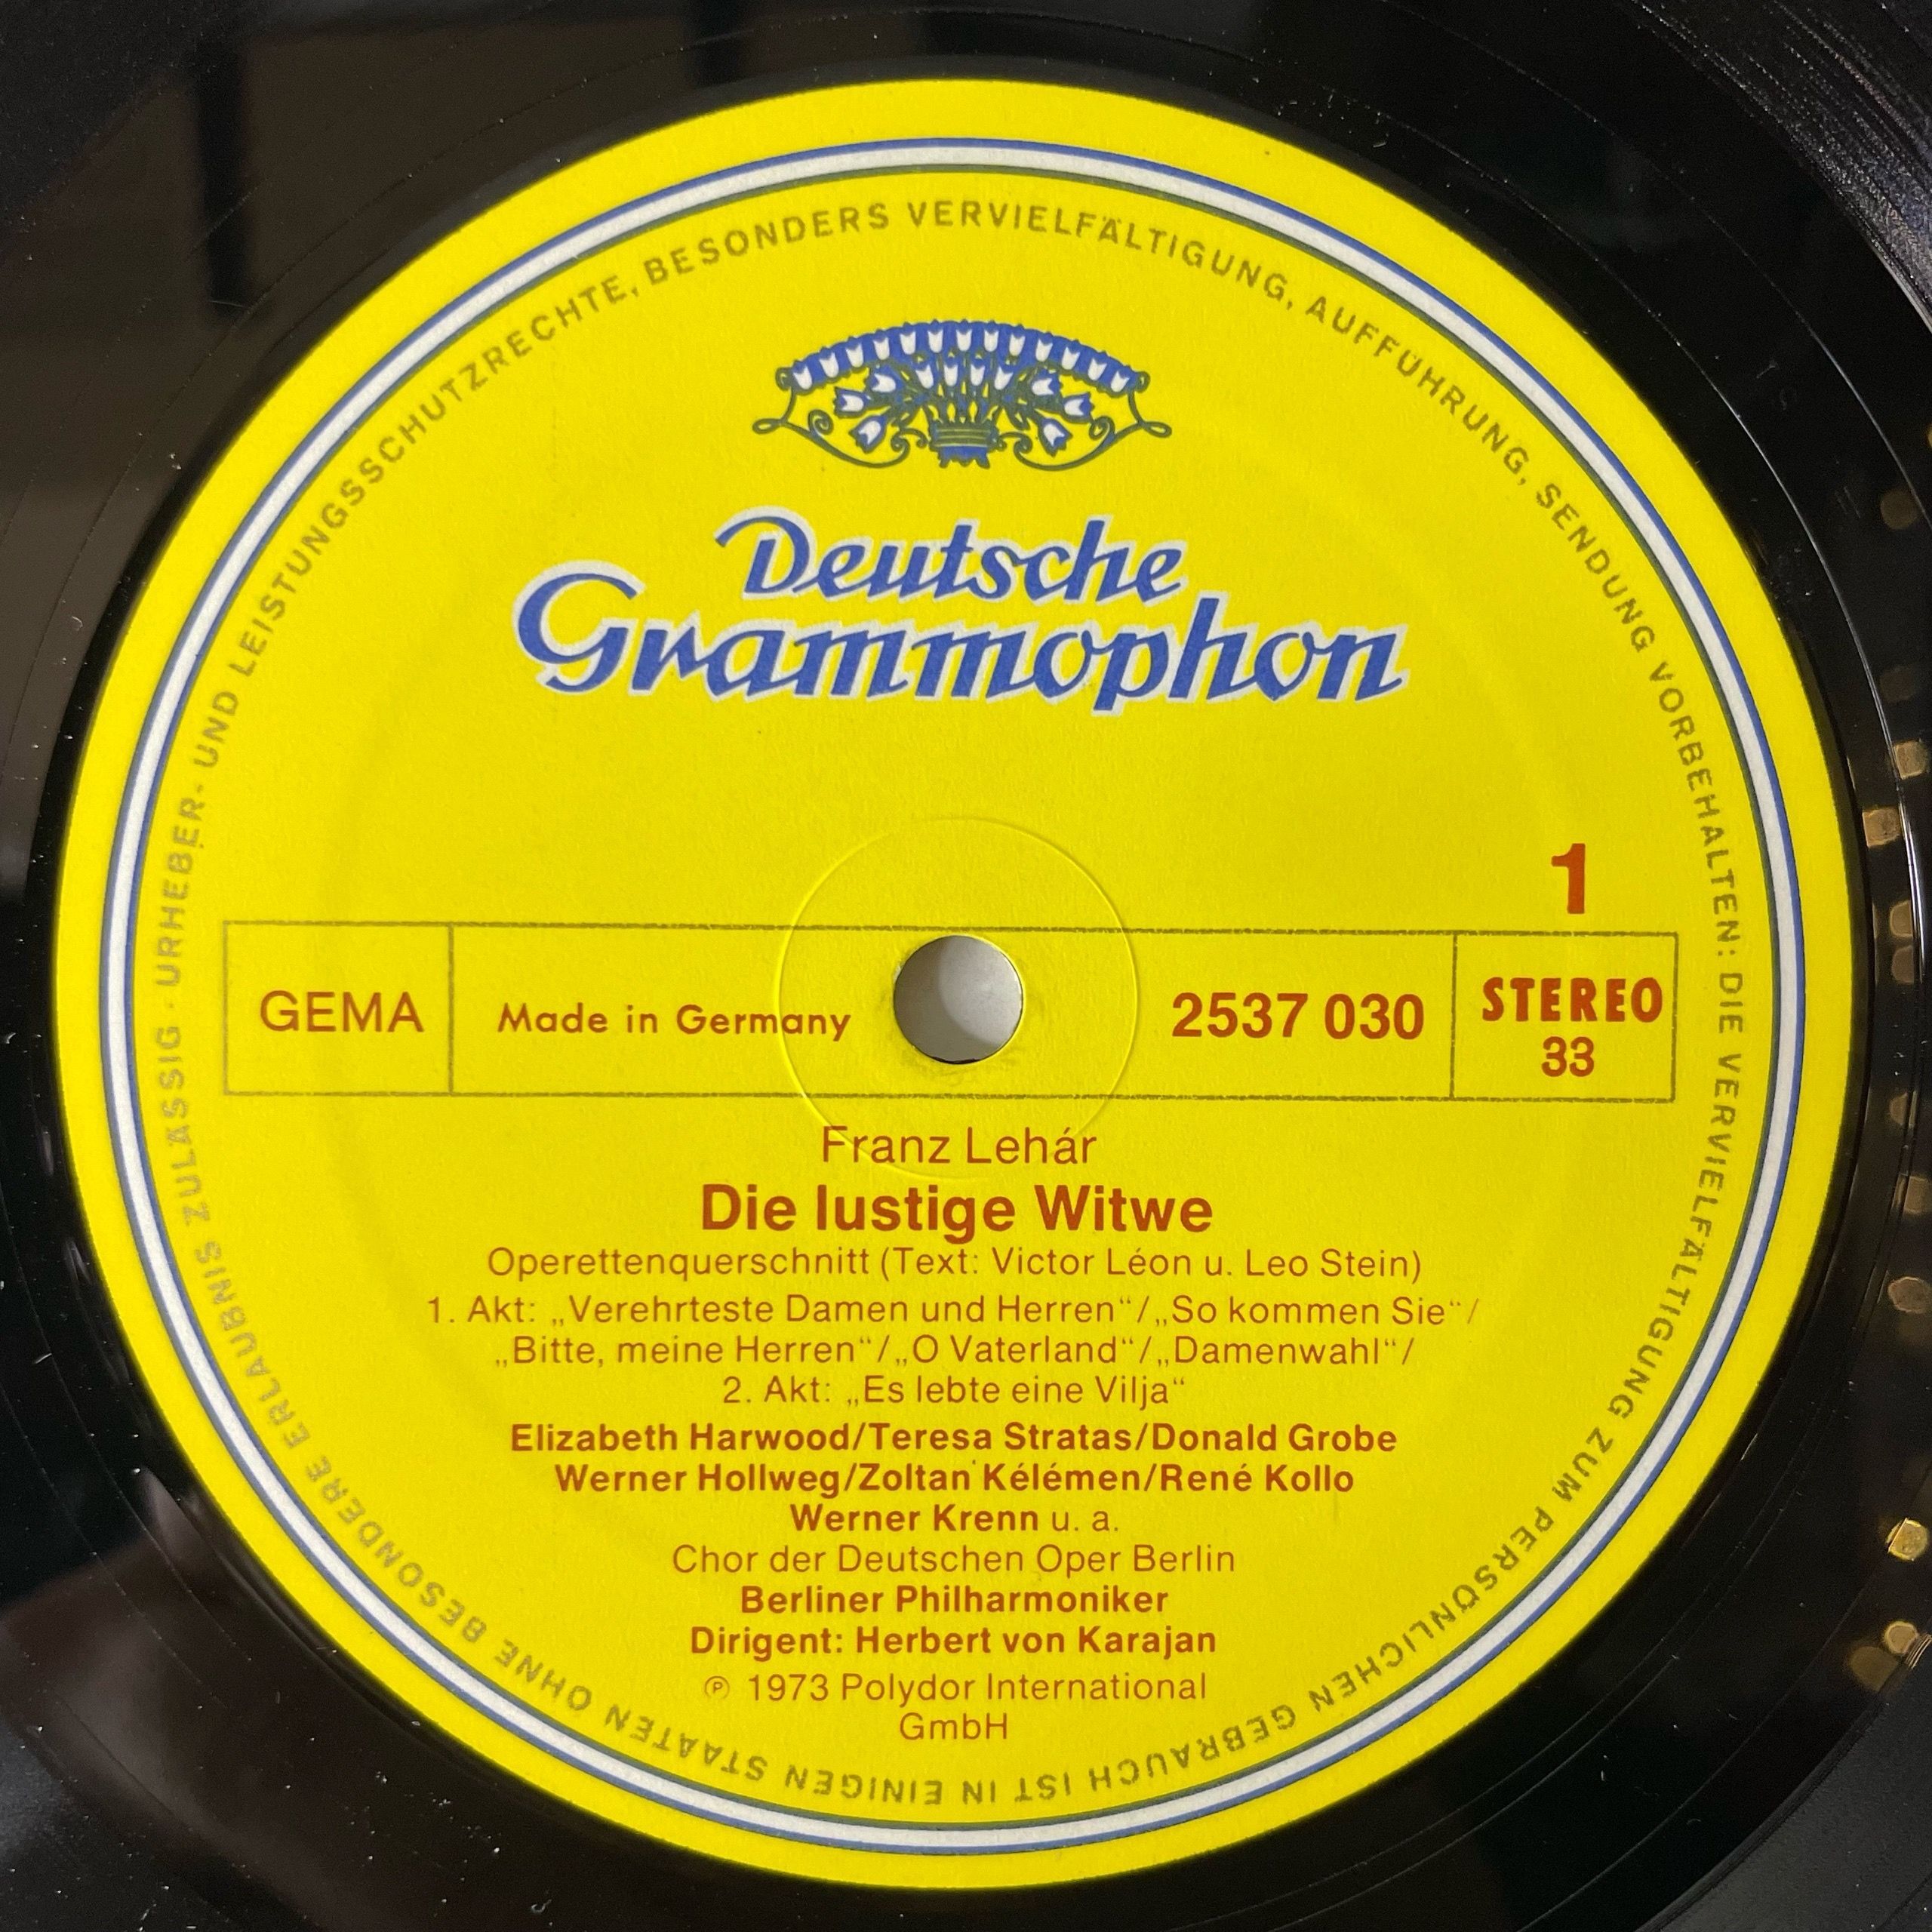 URHEBER- UND LEISTUNGSSCHUTZRECHTE, BESONDERS VERVIELFÄLTIGUNG, AUFFÜHRUNG, SENDUNG VORBEHALTEN: DIE VERVIELFÄLTIGUNG ZUM PERSÖNLICHEN GEBRAUCH IST IN EINIGEN STAATEN OHNE BESONDERE ERLAUBNIS ZULÄSSIG ·
Deutsche
Grammophon
1
GEMA
Made in Germany
2537 030
STEREO
33
Franz Lehár
Die lustige Witwe
Operettenquerschnitt (Text: Victor Léon u. Leo Stein)
1. Akt: „Verehrteste Damen und Herren“/„So kommen Sie“/
„Bitte, meine Herren“/„O Vaterland“/„Damenwahl“/
2. Akt: „Es lebte eine Vilja“
Elizabeth Harwood/Teresa Stratas/Donald Grobe
Werner Hollweg/Zoltan Kélémen/René Kollo
Werner Krenn u. a.
Chor der Deutschen Oper Berlin
Berliner Philharmoniker
Dirigent: Herbert von Karajan
℗ 1973 Polydor International
GmbH